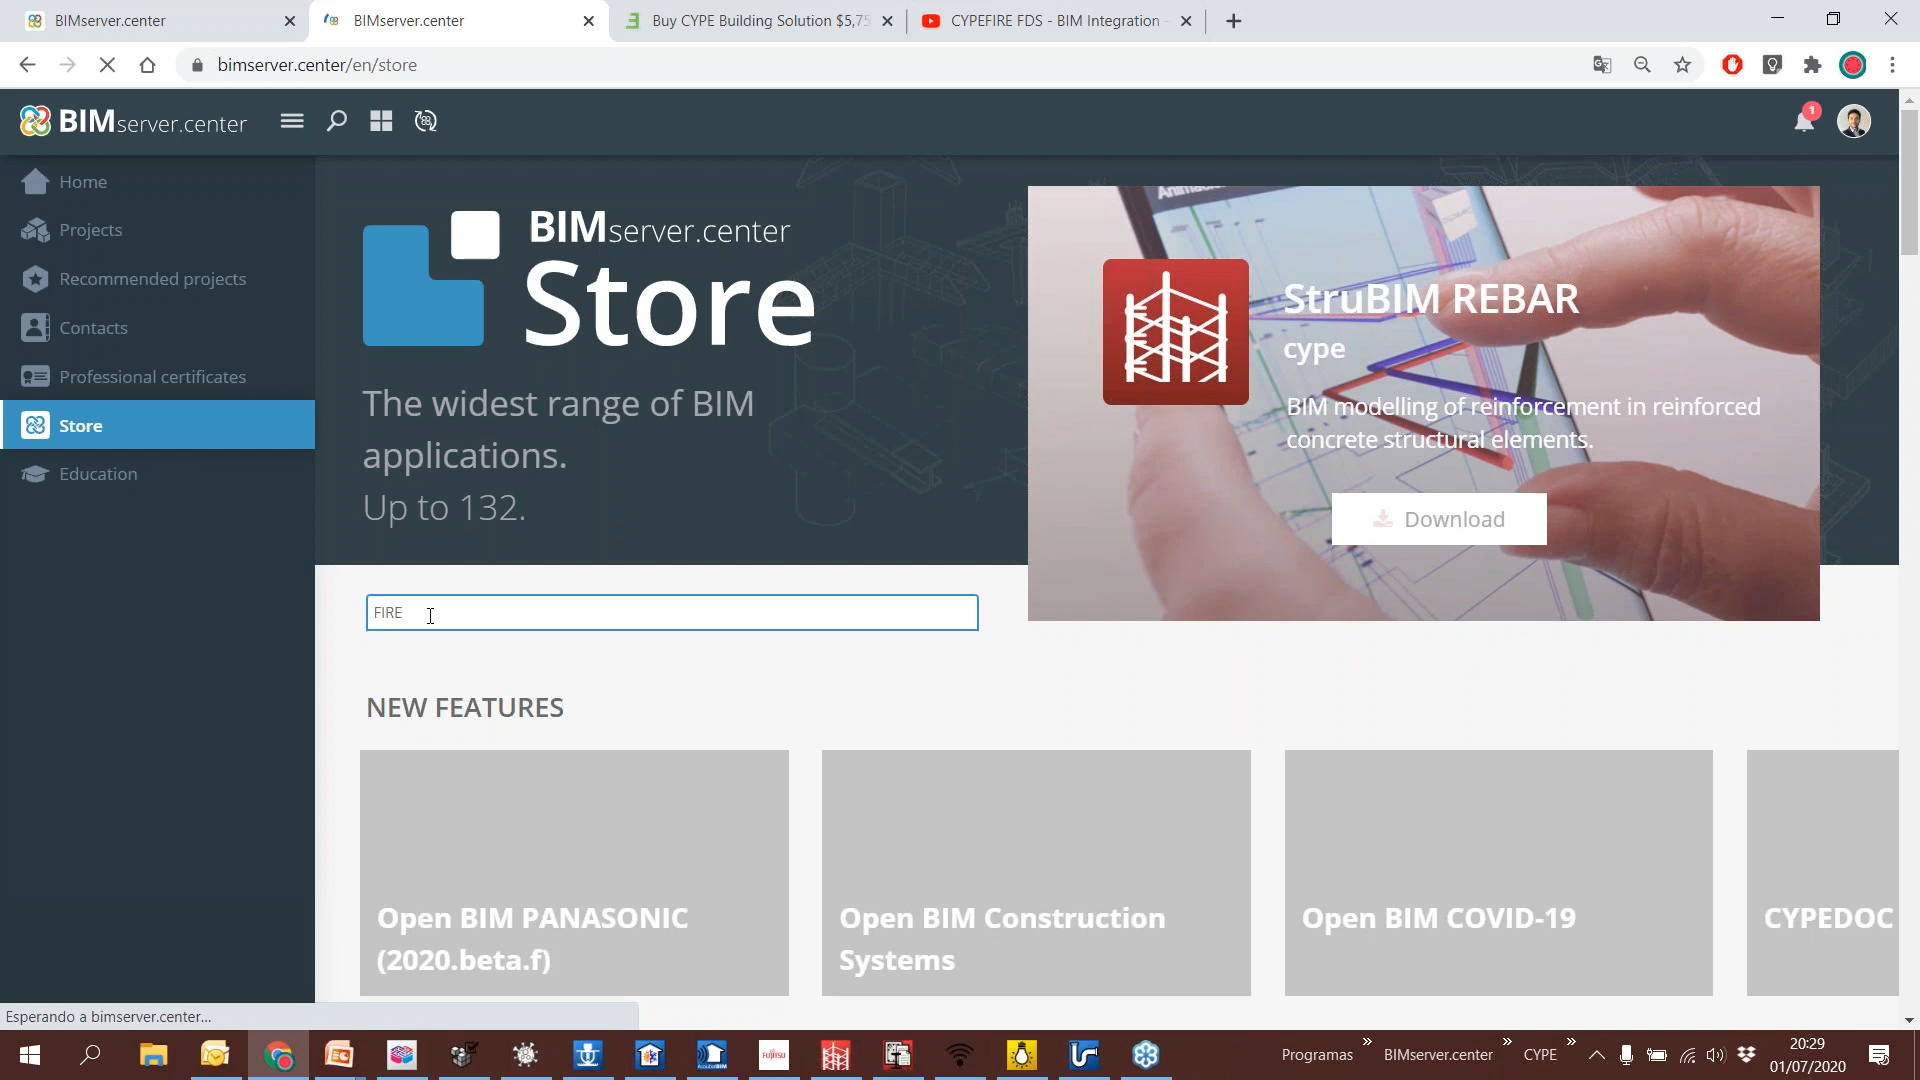 BIMserver.center
BIMserver.center
Buy CYPE Building Solution $5,75
CYPEFIRE FDS - BIM Integration -
bimserver.center/en/store
BIMserver.center
1
Home
Projects
Recommended projects
Contacts
Professional certificates
Store
Education
BIMserver.center
Store
The widest range of BIM
applications.
Up to 132.
StruBIM REBAR
cype
BIM modelling of reinforcement in reinforced
concrete structural elements.
Download
FIRE
NEW FEATURES
Open BIM PANASONIC
(2020.beta.f)
Open BIM Construction
Systems
Open BIM COVID-19
CYPEDOC
Esperando a bimserver.center...
FUJITSU
Programas
BIMserver.center
CYPE
20:29
01/07/2020